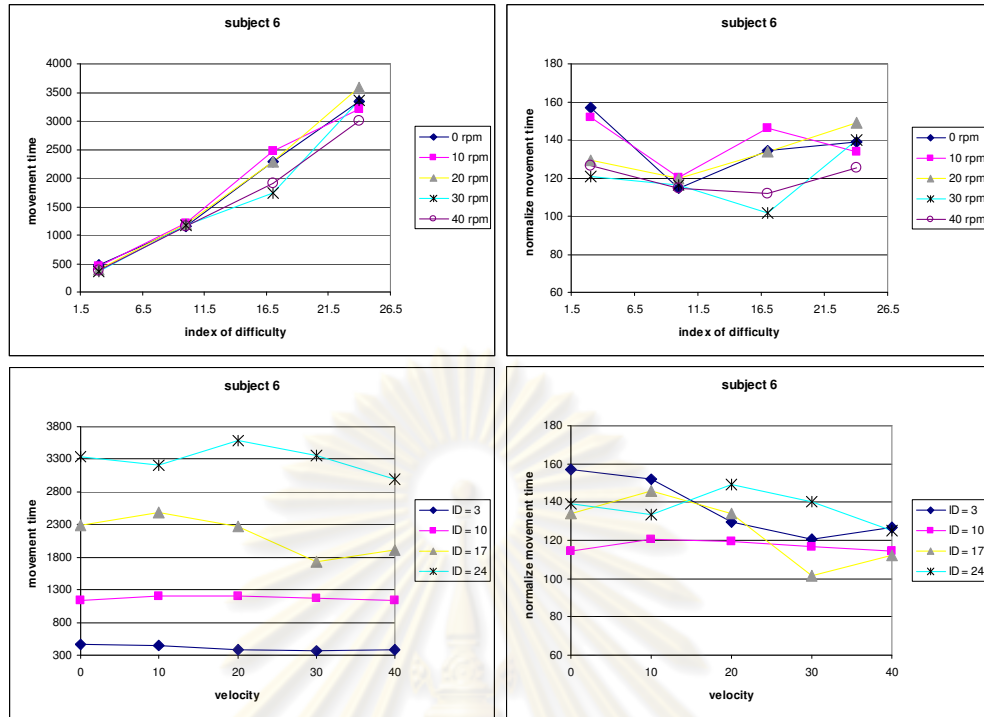 subject 6
movement time
4000
3500
3000
2500
2000
1500
1000
500
0
1.5 6.5 11.5 16.5 21.5 26.5
index of difficulty
0 rpm
10 rpm
20 rpm
30 rpm
40 rpm
subject 6
normalize movement time
180
160
140
120
100
80
60
1.5 6.5 11.5 16.5 21.5 26.5
index of difficulty
0 rpm
10 rpm
20 rpm
30 rpm
40 rpm
subject 6
movement time
3800
3300
2800
2300
1800
1300
800
300
0 10 20 30 40
velocity
ID = 3
ID = 10
ID = 17
ID = 24
subject 6
normalize movement time
180
160
140
120
100
80
60
0 10 20 30 40
velocity
ID = 3
ID = 10
ID = 17
ID = 24